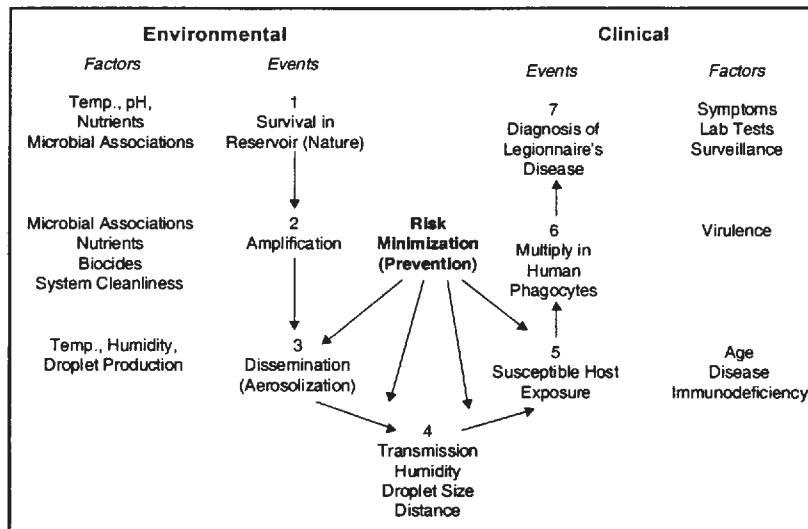 Environmental
Clinical
Factors
Events
Events
Factors
Temp., pH,
Nutrients
Microbial Associations
1
Survival in
Reservoir (Nature)
7
Diagnosis of
Legionnaire's
Disease
Symptoms
Lab Tests
Surveillance
Microbial Associations
Nutrients
Biocides
System Cleanliness
2
Amplification
Risk
Minimization
(Prevention)
6
Multiply in
Human
Phagocytes
Virulence
Temp., Humidity,
Droplet Production
3
Dissemination
(Aerosolization)
5
Susceptible Host
Exposure
Age
Disease
Immunodeficiency
4
Transmission
Humidity
Droplet Size
Distance